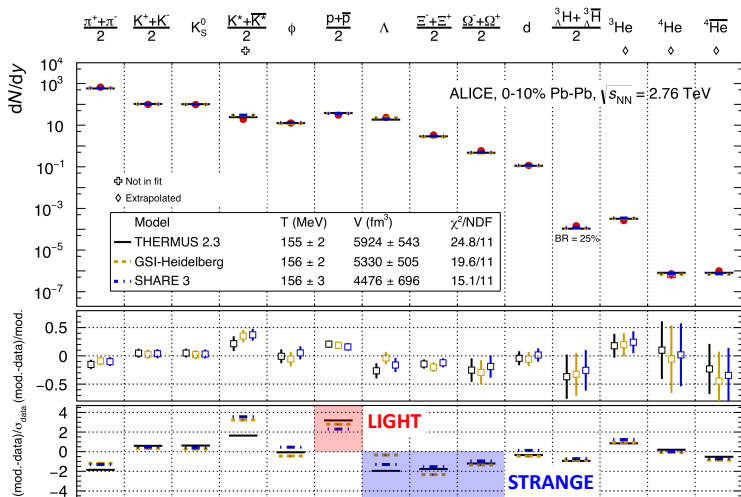 π⁺+π⁻/2 K⁺+K⁻/2 K⁰S K*+K̅*/2 ϕ p+p̅/2 Λ Ξ⁻+Ξ⁺/2 Ω⁻+Ω⁺/2 d ³ΛH+³ΛH̅/2 ³He ⁴He ⁴H̅e̅
dN/dy
10⁴
10³
ALICE, 0-10% Pb-Pb, √sNN = 2.76 TeV
10
10⁻¹
Not in fit
Extrapolated
10⁻³
Model T (MeV) V (fm³) χ²/NDF
THERMUS 2.3 155 ± 2 5924 ± 543 24.8/11
GSI-Heidelberg 156 ± 2 5330 ± 505 19.6/11
SHARE 3 156 ± 3 4476 ± 696 15.1/11
BR = 25%
10⁻⁵
10⁻⁶
10⁻⁷
(mod.-data)/mod.
0.5
0
−0.5
(mod.-data)/σdata
4
2
0
−2
−4
LIGHT
STRANGE